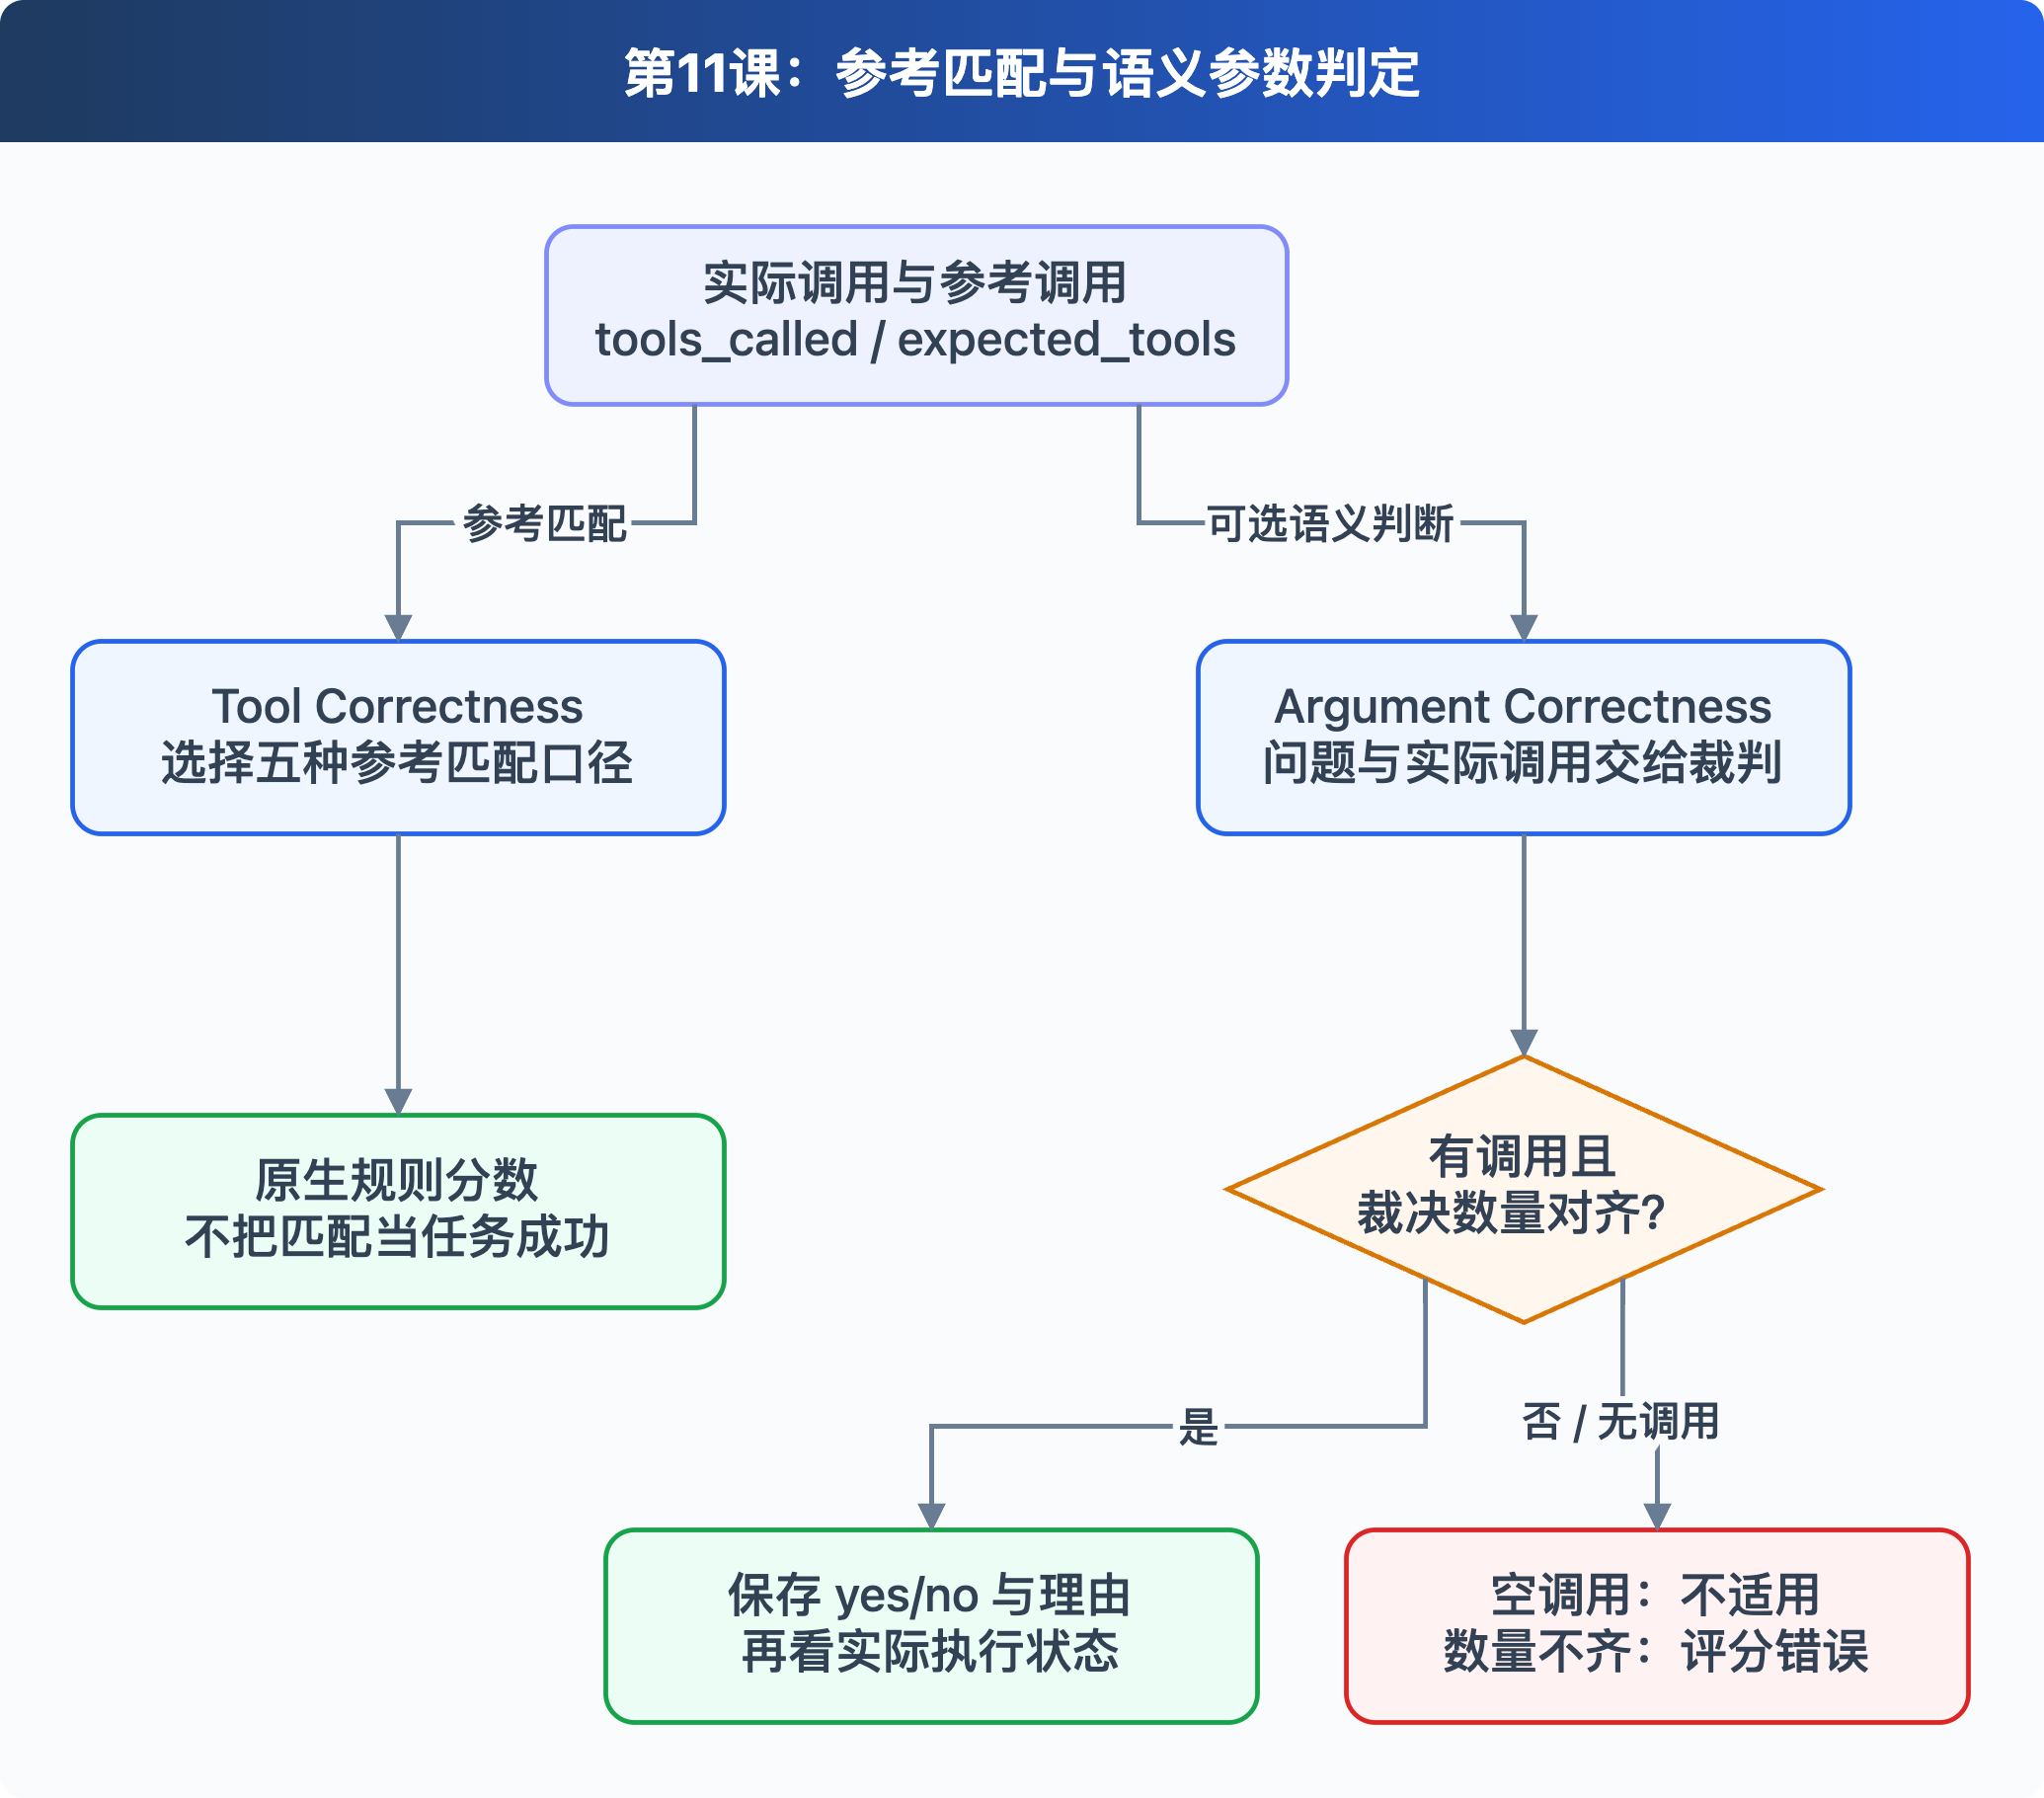 第11课：参考匹配与语义参数判定
实际调用与参考调用
tools_called / expected_tools
参考匹配
可选语义判断
Tool Correctness
选择五种参考匹配口径
Argument Correctness
问题与实际调用交给裁判
原生规则分数
不把匹配当任务成功
有调用且
裁决数量对齐?
是
否 / 无调用
保存 yes/no 与理由
再看实际执行状态
空调用：不适用
数量不齐：评分错误